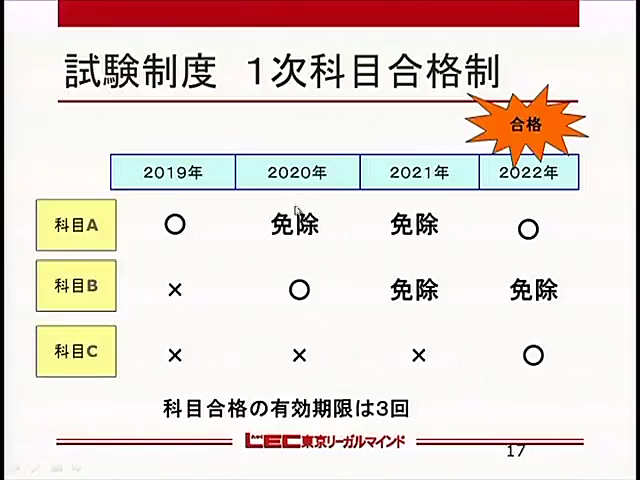 試験制度　１次科目合格制
合格
2019年 2020年 2021年 2022年
科目A ○ 免除 免除 ○
科目B × ○ 免除 免除
科目C × × × ○
科目合格の有効期限は3回
LEC東京リーガルマインド
17